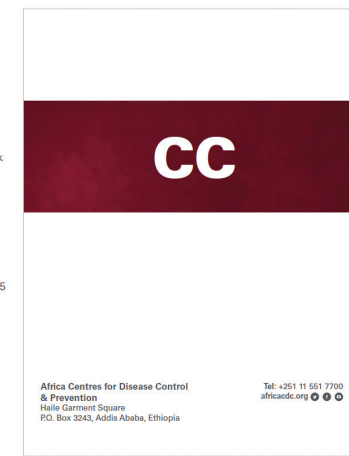 CC
x
5
Africa Centres for Disease Control
& Prevention
Haile Garment Square
P.O. Box 3243, Addis Ababa, Ethiopia
Tel: +251 11 551 7700
africacdc.org